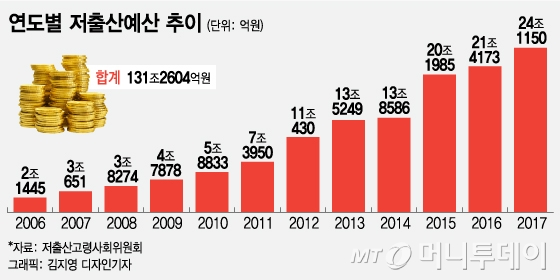 연도별 저출산예산 추이 (단위: 억원)
합계 131조2604억원
2조
1445
3조
651
3조
8274
4조
7878
5조
8833
7조
3950
11조
430
13조
5249
13조
8586
20조
1985
21조
4173
24조
1150
2006 2007 2008 2009 2010 2011 2012 2013 2014 2015 2016 2017
*자료: 저출산고령사회위원회
그래픽: 김지영 디자인기자
MT 머니투데이